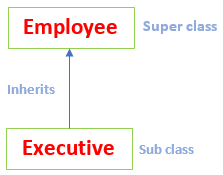 Employee Super class
Inherits
Executive Sub class